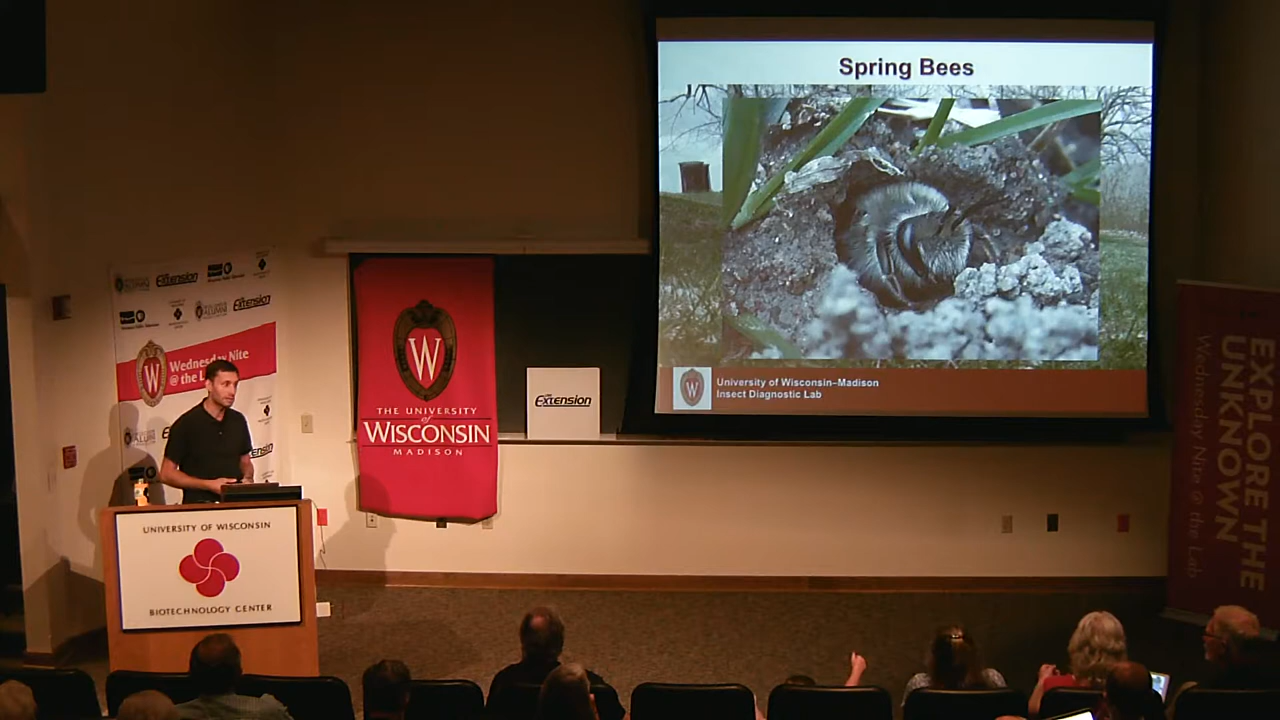 Spring Bees
University of Wisconsin–Madison
Insect Diagnostic Lab
W
Extension
Extension
Wednesday Nite
@ the L
W
THE UNIVERSITY
of
WISCONSIN
MADISON
Extension
EXPLORE THE
UNKNOWN
Wednesday Nite @ the Lab
UNIVERSITY OF WISCONSIN
BIOTECHNOLOGY CENTER